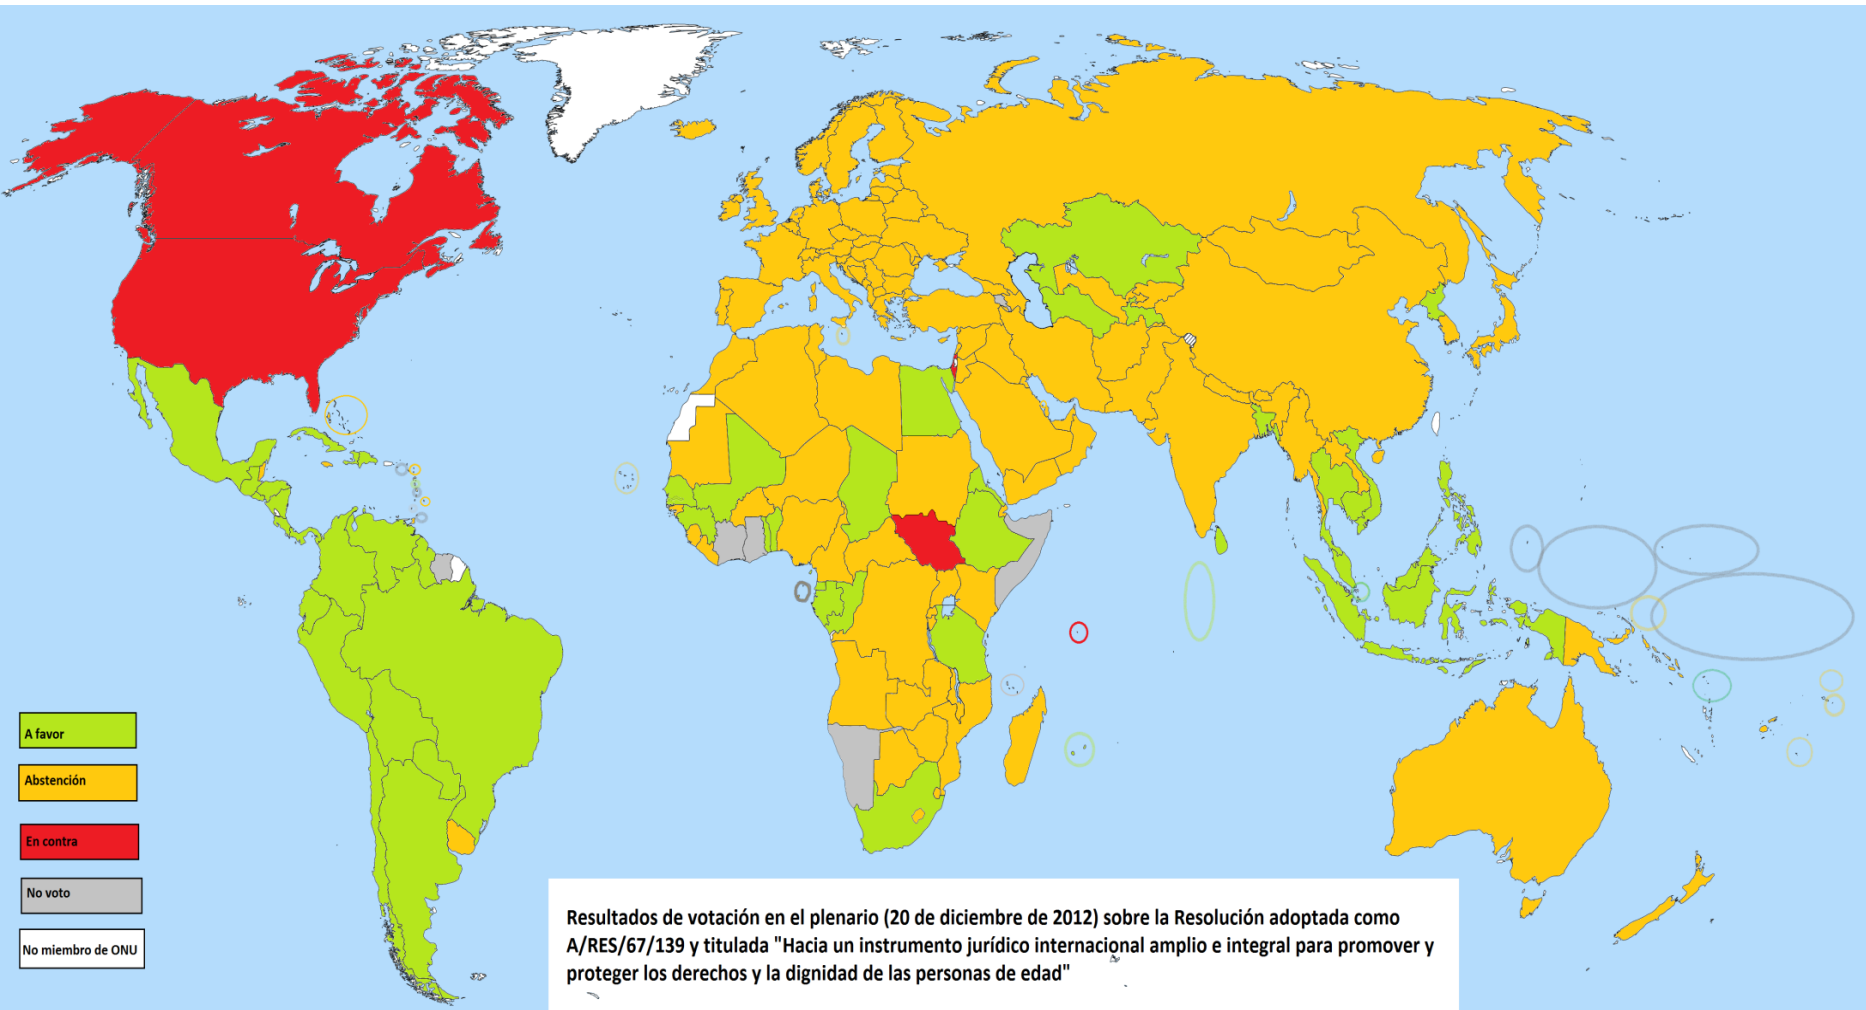 A favor
Abstención
En contra
No voto
No miembro de ONU
Resultados de votación en el plenario (20 de diciembre de 2012) sobre la Resolución adoptada como
A/RES/67/139 y titulada "Hacia un instrumento jurídico internacional amplio e integral para promover y
proteger los derechos y la dignidad de las personas de edad"